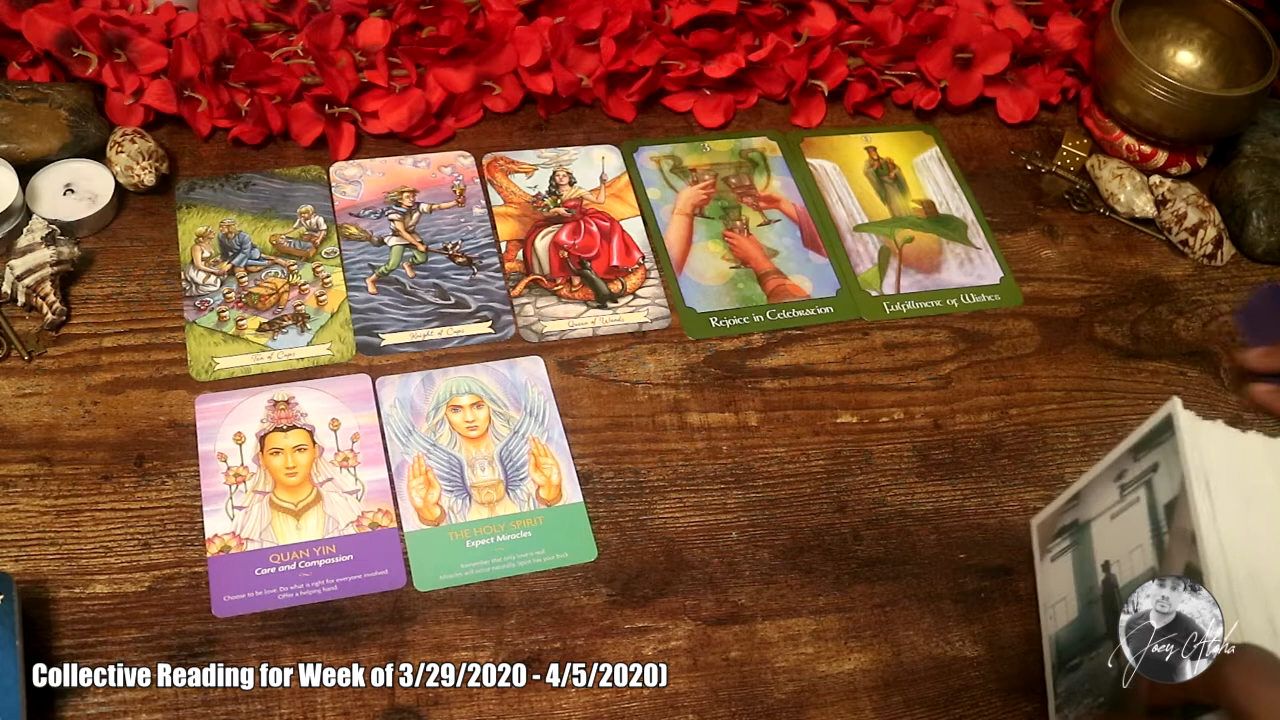 Ten of Cups
Knight of Cups
Queen of Wands
3
Rejoice in Celebration
9
Fulfillment of Wishes
QUAN YIN
Care and Compassion
Choose to be love. Do what is right for everyone involved.
Offer a helping hand.
THE HOLY SPIRIT
Expect Miracles
Remember that only love is real.
Miracles will occur naturally. Spirit has your back.
Joey Aloha
Collective Reading for Week of 3/29/2020 - 4/5/2020)